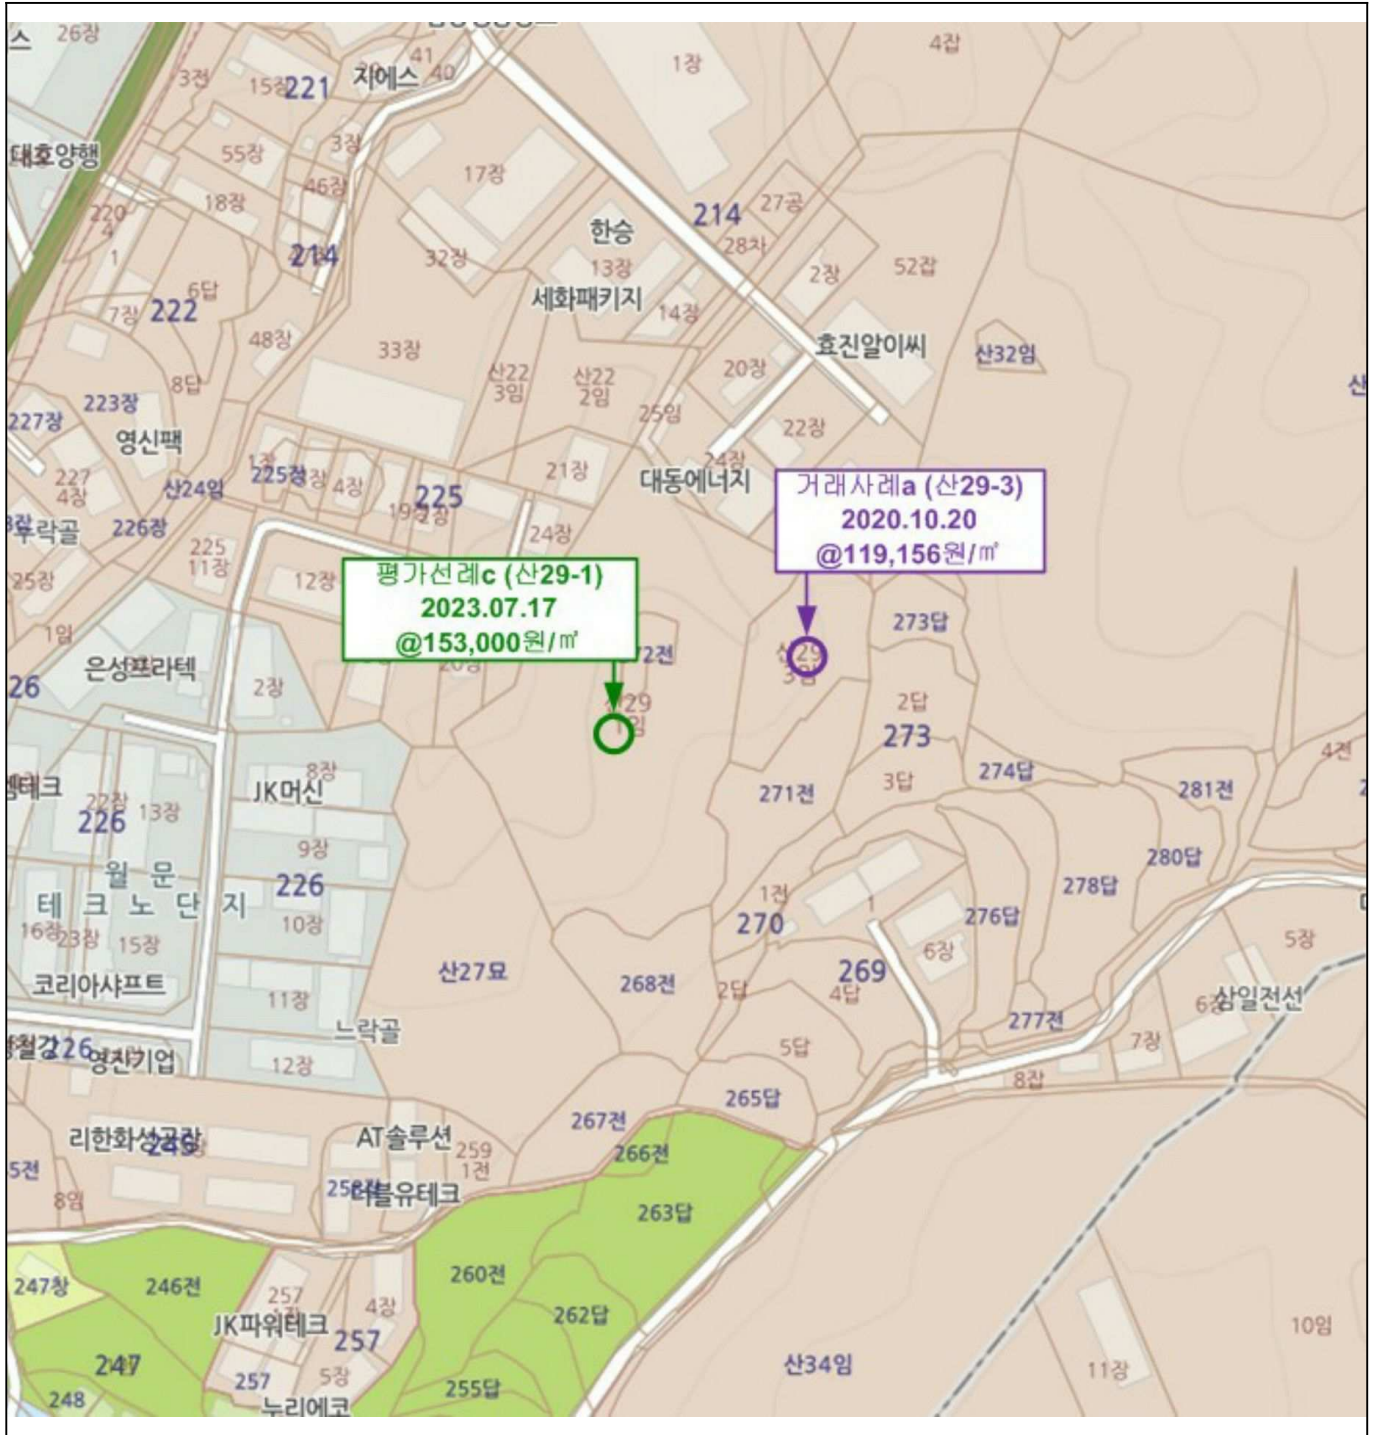 26장
4잡
41
40
지에스
1장
3전
15장
221
3장
대호양행
55장
17장
46장
18장
27공
220
4
214
한승
28차
214
32장
13장
2장
52잡
1
6답
세화패키지
7장
222
14장
48장
33장
효진알이씨
산32임
산22
3임
산22
2임
20장
8답
223장
227장
25임
영신팩
22장
227
4장
산24임
225장
4장
21장
대동에너지
24장
225
거래사례a (산29-3)
2020.10.20
@119,156원/㎡
226장
24장
225
11장
25장
12장
평가선례c (산29-1)
2023.07.17
@153,000원/㎡
273답
1임
은성프라텍
26
2장
산29
1임
2답
273
274답
4전
8장
JK머신
271전
3답
281전
22장
13장
226
9장
280답
월 문
테 크 노 단 지
226
278답
1전
270
1
276답
16장
23장
15장
10장
6장
5장
산27묘
268전
269
2답
4답
코리아샤프트
11장
6장
삼일전선
느락골
277전
226
영진기업
5답
7장
12장
8잡
265답
267전
리한화성공장
249
AT솔루션
259
1전
266전
5전
8임
더블유테크
263답
247창
246전
260전
257
4장
262답
JK파워테크
257
10임
247
산34임
11장
257
5장
255답
248
누리에코